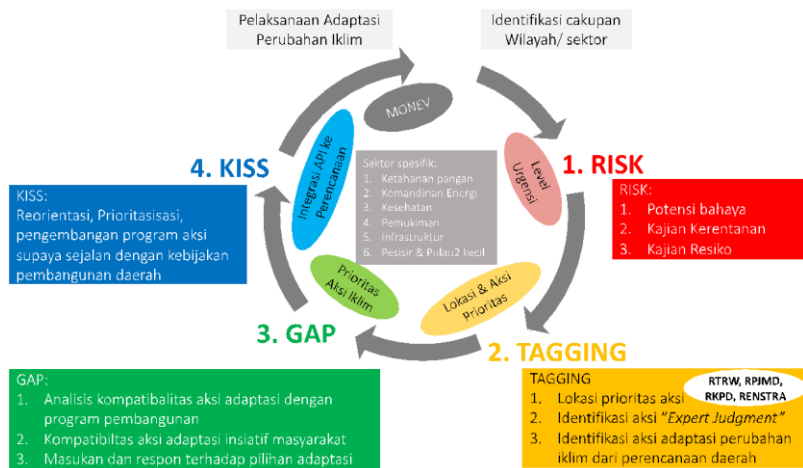 Pelaksanaan Adaptasi
Perubahan Iklim
Identifikasi cakupan
Wilayah/ sektor
MONEV
Integrasi API ke
Perencanaan
Level
Urgensi
4. KISS
1. RISK
Sektor spesifik:
1. Ketahanan pangan
2. Kemandirian Energi
3. Kesehatan
4. Pemukiman
5. Infrastruktur
6. Pesisir & Pulau2 kecil
KISS:
Reorientasi, Prioritasisasi,
pengembangan program aksi
supaya sejalan dengan kebijakan
pembangunan daerah
RISK:
1. Potensi bahaya
2. Kajian Kerentanan
3. Kajian Resiko
Prioritas
Aksi Iklim
Lokasi & Aksi
Prioritas
3. GAP
2. TAGGING
GAP:
1. Analisis kompatibalitas aksi adaptasi dengan
program pembangunan
2. Kompatibiltas aksi adaptasi insiatif masyarakat
3. Masukan dan respon terhadap pilihan adaptasi
TAGGING
RTRW, RPJMD,
RKPD, RENSTRA
1. Lokasi prioritas aksi
2. Identifikasi aksi "Expert Judgment"
3. Identifikasi aksi adaptasi perubahan
iklim dari perencanaan daerah